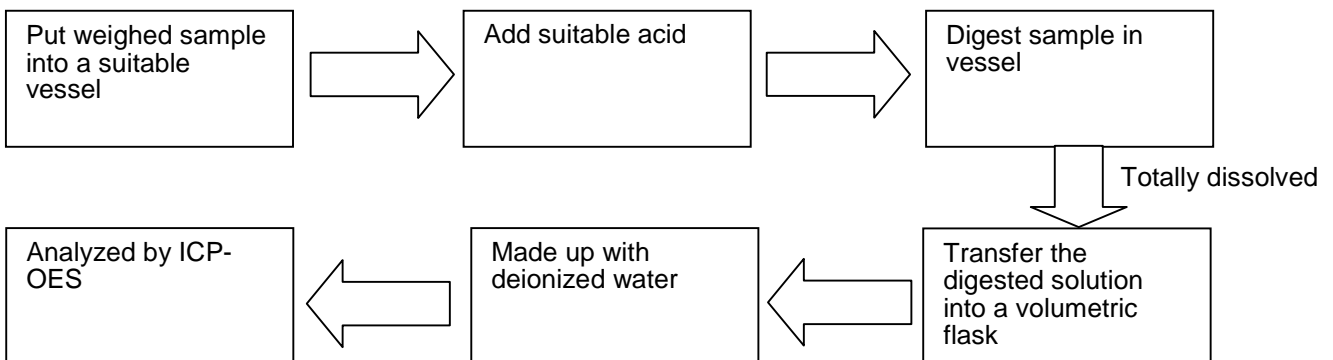 Put weighed sample
into a suitable
vessel
Add suitable acid
Digest sample in
vessel
Totally dissolved
Transfer the
digested solution
into a volumetric
flask
Made up with
deionized water
Analyzed by ICP-
OES